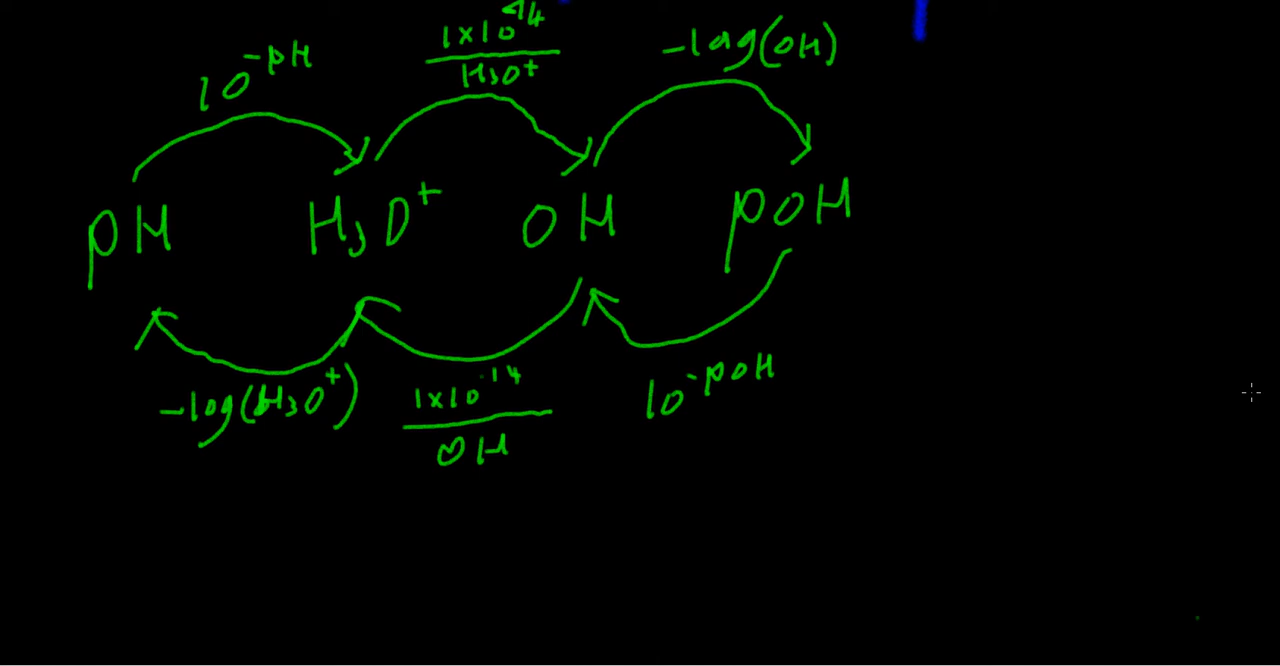 10^-pH
1x10^-14
H3O+
-log(OH)
pH H3O+ OH pOH
-log(H3O+)
1x10^-14
OH
10^-pOH